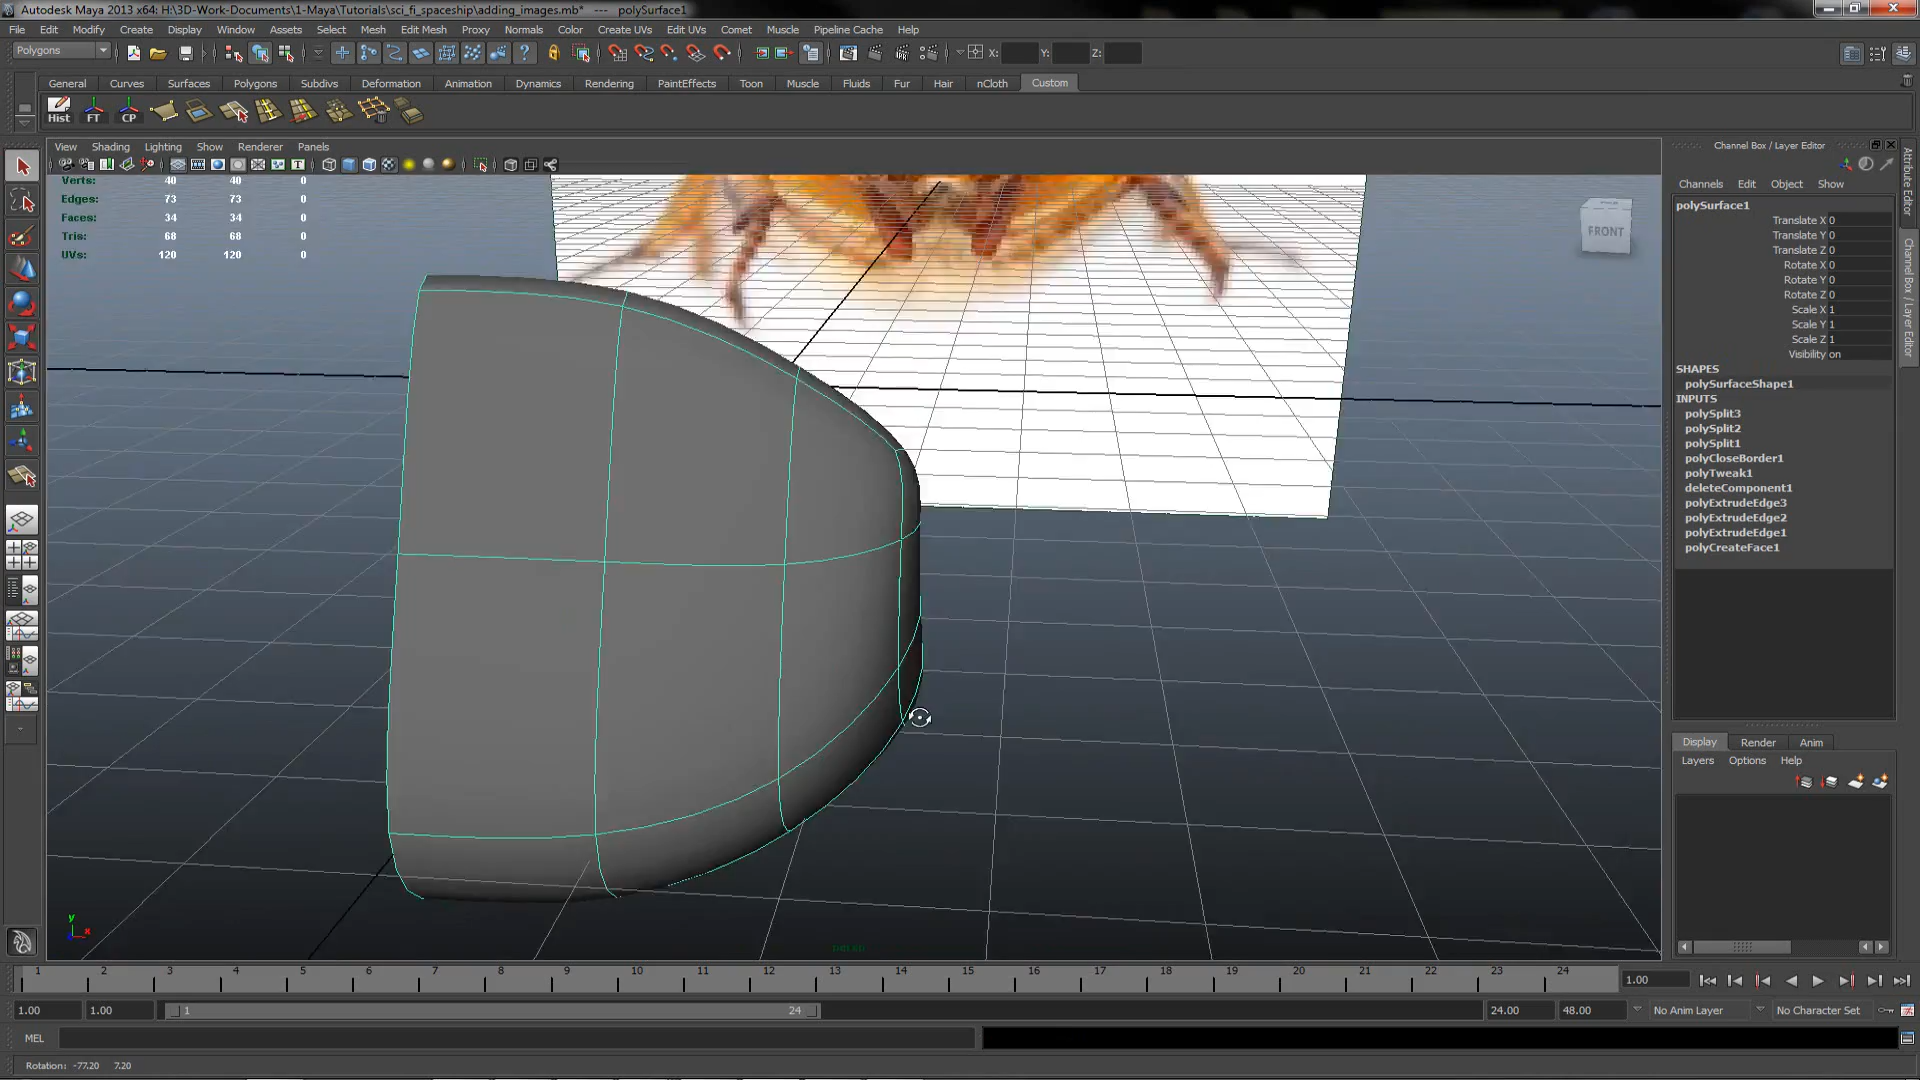 Autodesk Maya 2013 x64: H:\3D-Work-Documents\1-Maya\Tutorials\sci_fi_spaceship\adding_images.mb* --- polySurface1
File Edit Modify Create Display Window Assets Select Mesh Edit Mesh Proxy Normals Color Create UVs Edit UVs Comet Muscle Pipeline Cache Help
Polygons X: Y: Z:
General Curves Surfaces Polygons Subdivs Deformation Animation Dynamics Rendering PaintEffects Toon Muscle Fluids Fur Hair nCloth Custom
Hist FT CP
View Shading Lighting Show Renderer Panels
Verts: 40 40 0
Edges: 73 73 0
Faces: 34 34 0
Tris: 68 68 0
UVs: 120 120 0
FRONT
y
x
persp
Channel Box / Layer Editor
Channels Edit Object Show
polySurface1
Translate X 0
Translate Y 0
Translate Z 0
Rotate X 0
Rotate Y 0
Rotate Z 0
Scale X 1
Scale Y 1
Scale Z 1
Visibility on
SHAPES
polySurfaceShape1
INPUTS
polySplit3
polySplit2
polySplit1
polyCloseBorder1
polyTweak1
deleteComponent1
polyExtrudeEdge3
polyExtrudeEdge2
polyExtrudeEdge1
polyCreateFace1
Attribute Editor
Channel Box / Layer Editor
Display Render Anim
Layers Options Help
1 2 3 4 5 6 7 8 9 10 11 12 13 14 15 16 17 18 19 20 21 22 23 24 1.00
1.00 1.00 1 24 24.00 48.00 No Anim Layer No Character Set
MEL
Rotation: -77.20 7.20